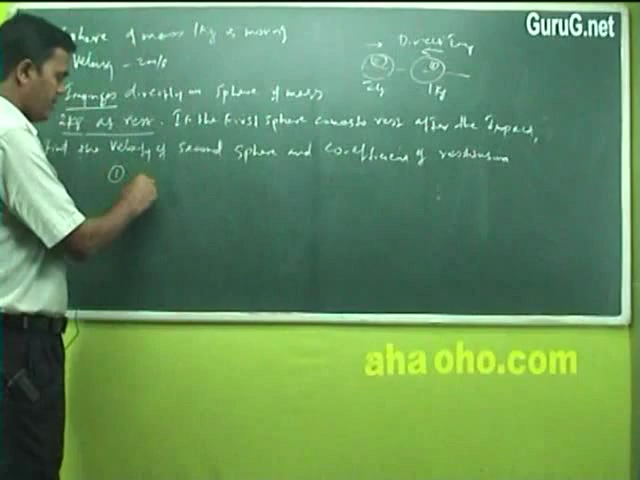 GuruG.net
Sphere of mass 1Kg is moving
Velocity - 2m/s
Direct Imp
Impinges directly on sphere of mass
2kg 1kg
2kg at rest. If the first sphere comes to rest after the Impact,
find the Velocity of second sphere and co-efficient of restitution
①
aha oho.com